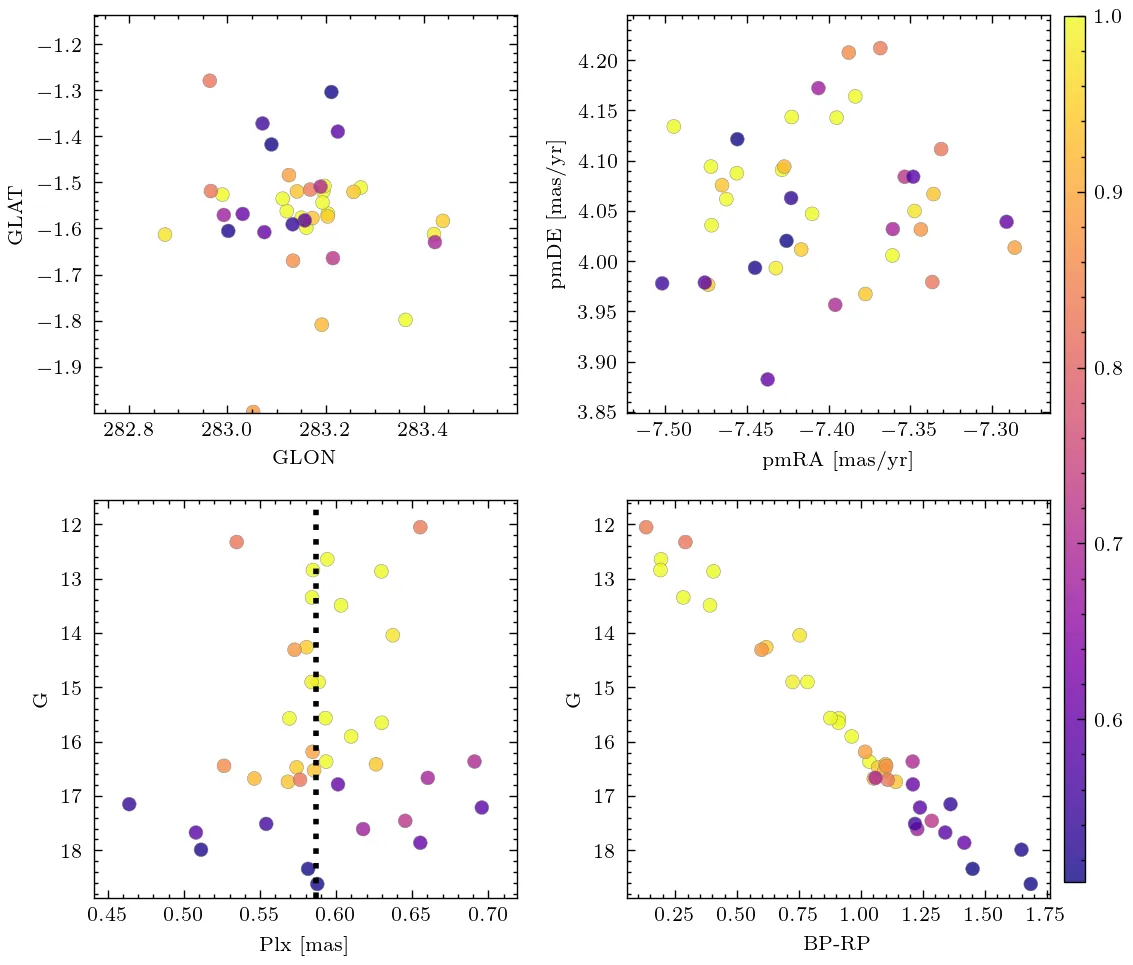 −1.2
−1.3
−1.4
−1.5
−1.6
−1.7
−1.8
−1.9
GLAT
282.8 283.0 283.2 283.4
GLON
4.20
4.15
4.10
4.05
4.00
3.95
3.90
3.85
pmDE [mas/yr]
−7.50 −7.45 −7.40 −7.35 −7.30
pmRA [mas/yr]
12
13
14
15
16
17
18
G
0.45 0.50 0.55 0.60 0.65 0.70
Plx [mas]
12
13
14
15
16
17
18
G
0.25 0.50 0.75 1.00 1.25 1.50 1.75
BP-RP
1.0
0.9
0.8
0.7
0.6